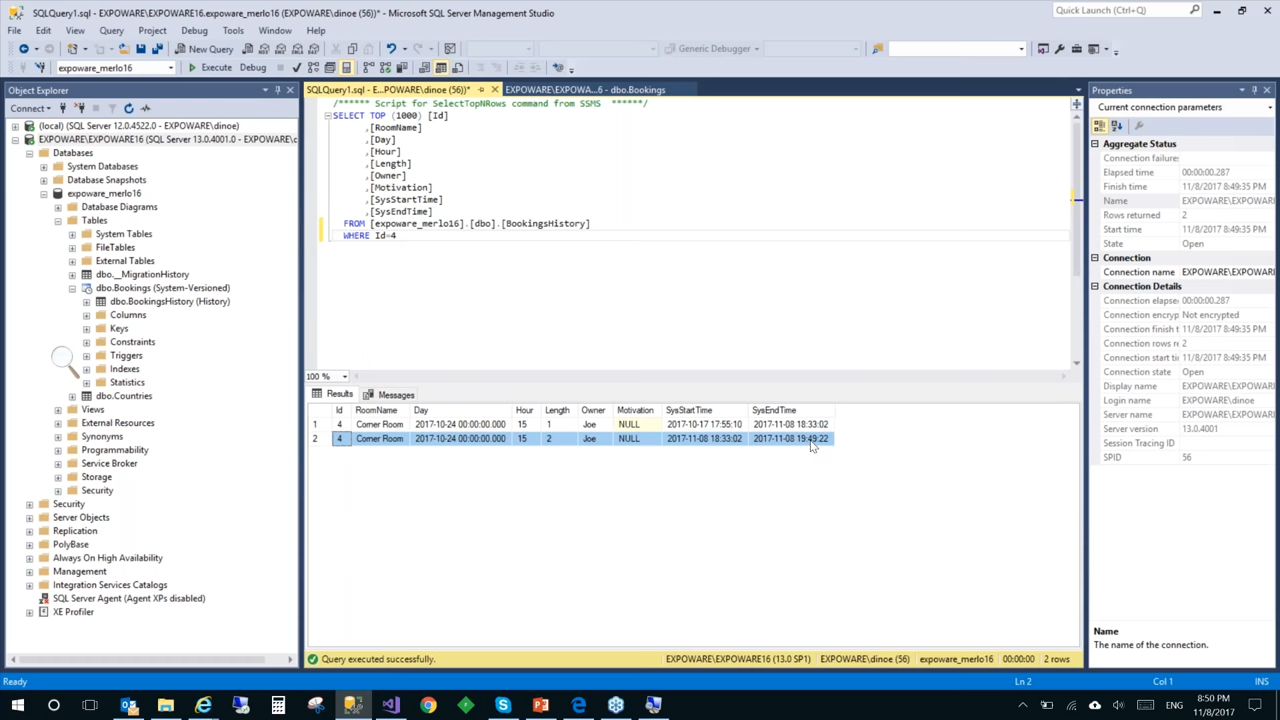 SQLQuery1.sql - EXPOWARE\EXPOWARE16.expoware_merlo16 (EXPOWARE\dinoe (56))* - Microsoft SQL Server Management Studio
Quick Launch (Ctrl+Q)
File Edit View Query Project Debug Tools Window Help
New Query
Generic Debugger
expoware_merlo16
Execute Debug
Object Explorer
Connect
(local) (SQL Server 12.0.4522.0 - EXPOWARE\dinoe)
EXPOWARE\EXPOWARE16 (SQL Server 13.0.4001.0 - EXPOWARE\c
Databases
System Databases
Database Snapshots
expoware_merlo16
Database Diagrams
Tables
System Tables
FileTables
External Tables
dbo.__MigrationHistory
dbo.Bookings (System-Versioned)
dbo.BookingsHistory (History)
Columns
Keys
Constraints
Triggers
Indexes
Statistics
dbo.Countries
Views
External Resources
Synonyms
Programmability
Service Broker
Storage
Security
Security
Server Objects
Replication
PolyBase
Always On High Availability
Management
Integration Services Catalogs
SQL Server Agent (Agent XPs disabled)
XE Profiler
SQLQuery1.sql - E...POWARE\dinoe (56))* EXPOWARE\EXPOWA...6 - dbo.Bookings
/****** Script for SelectTopNRows command from SSMS ******/
SELECT TOP (1000) [Id]
,[RoomName]
,[Day]
,[Hour]
,[Length]
,[Owner]
,[Motivation]
,[SysStartTime]
,[SysEndTime]
FROM [expoware_merlo16].[dbo].[BookingsHistory]
WHERE Id=4
100 %
Results Messages
Id RoomName Day Hour Length Owner Motivation SysStartTime SysEndTime
1 4 Corner Room 2017-10-24 00:00:00.000 15 1 Joe NULL 2017-10-17 17:55:10 2017-11-08 18:33:02
2 4 Corner Room 2017-10-24 00:00:00.000 15 2 Joe NULL 2017-11-08 18:33:02 2017-11-08 19:49:22
Query executed successfully.
EXPOWARE\EXPOWARE16 (13.0 SP1) EXPOWARE\dinoe (56) expoware_merlo16 00:00:00 2 rows
Properties
Current connection parameters
Aggregate Status
Connection failure
Elapsed time 00:00:00.287
Finish time 11/8/2017 8:49:35 PM
Name EXPOWARE\EXPOWAR
Rows returned 2
Start time 11/8/2017 8:49:35 PM
State Open
Connection
Connection name EXPOWARE\EXPOWAR
Connection Details
Connection elapse 00:00:00.287
Connection encryp Not encrypted
Connection finish t 11/8/2017 8:49:35 PM
Connection rows re 2
Connection start ti 11/8/2017 8:49:35 PM
Connection state Open
Display name EXPOWARE\EXPOWAR
Login name EXPOWARE\dinoe
Server name EXPOWARE\EXPOWAR
Server version 13.0.4001
Session Tracing ID
SPID 56
Name
The name of the connection.
Ready
Ln 2 Col 1 INS
ENG
8:50 PM
11/8/2017